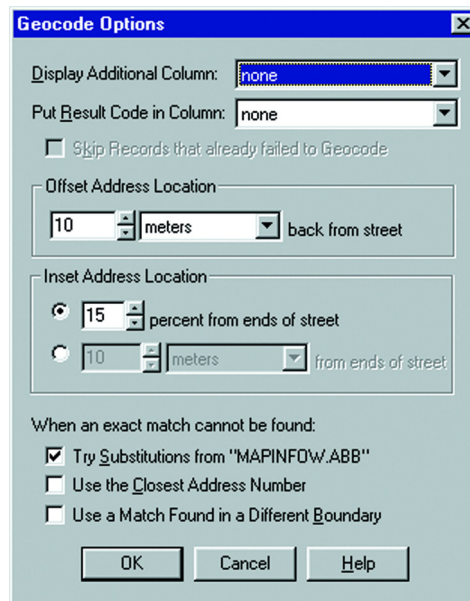 Geocode Options
Display Additional Column: none
Put Result Code in Column: none
Skip Records that already failed to Geocode
Offset Address Location
10 meters back from street
Inset Address Location
15 percent from ends of street
10 meters from ends of street
When an exact match cannot be found:
Try Substitutions from "MAPINFOW.ABB"
Use the Closest Address Number
Use a Match Found in a Different Boundary
OK Cancel Help